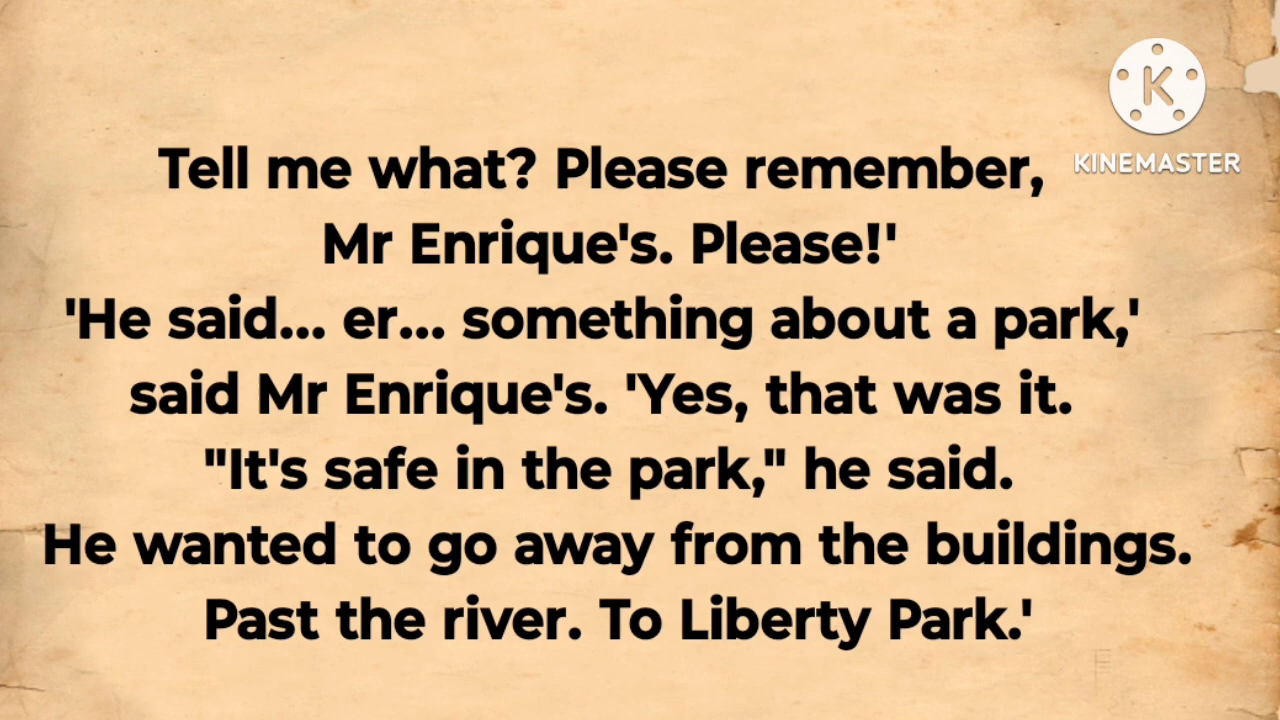 KINEMASTER
Tell me what? Please remember,
Mr Enrique's. Please!'
'He said... er... something about a park,'
said Mr Enrique's. 'Yes, that was it.
"It's safe in the park," he said.
He wanted to go away from the buildings.
Past the river. To Liberty Park.'